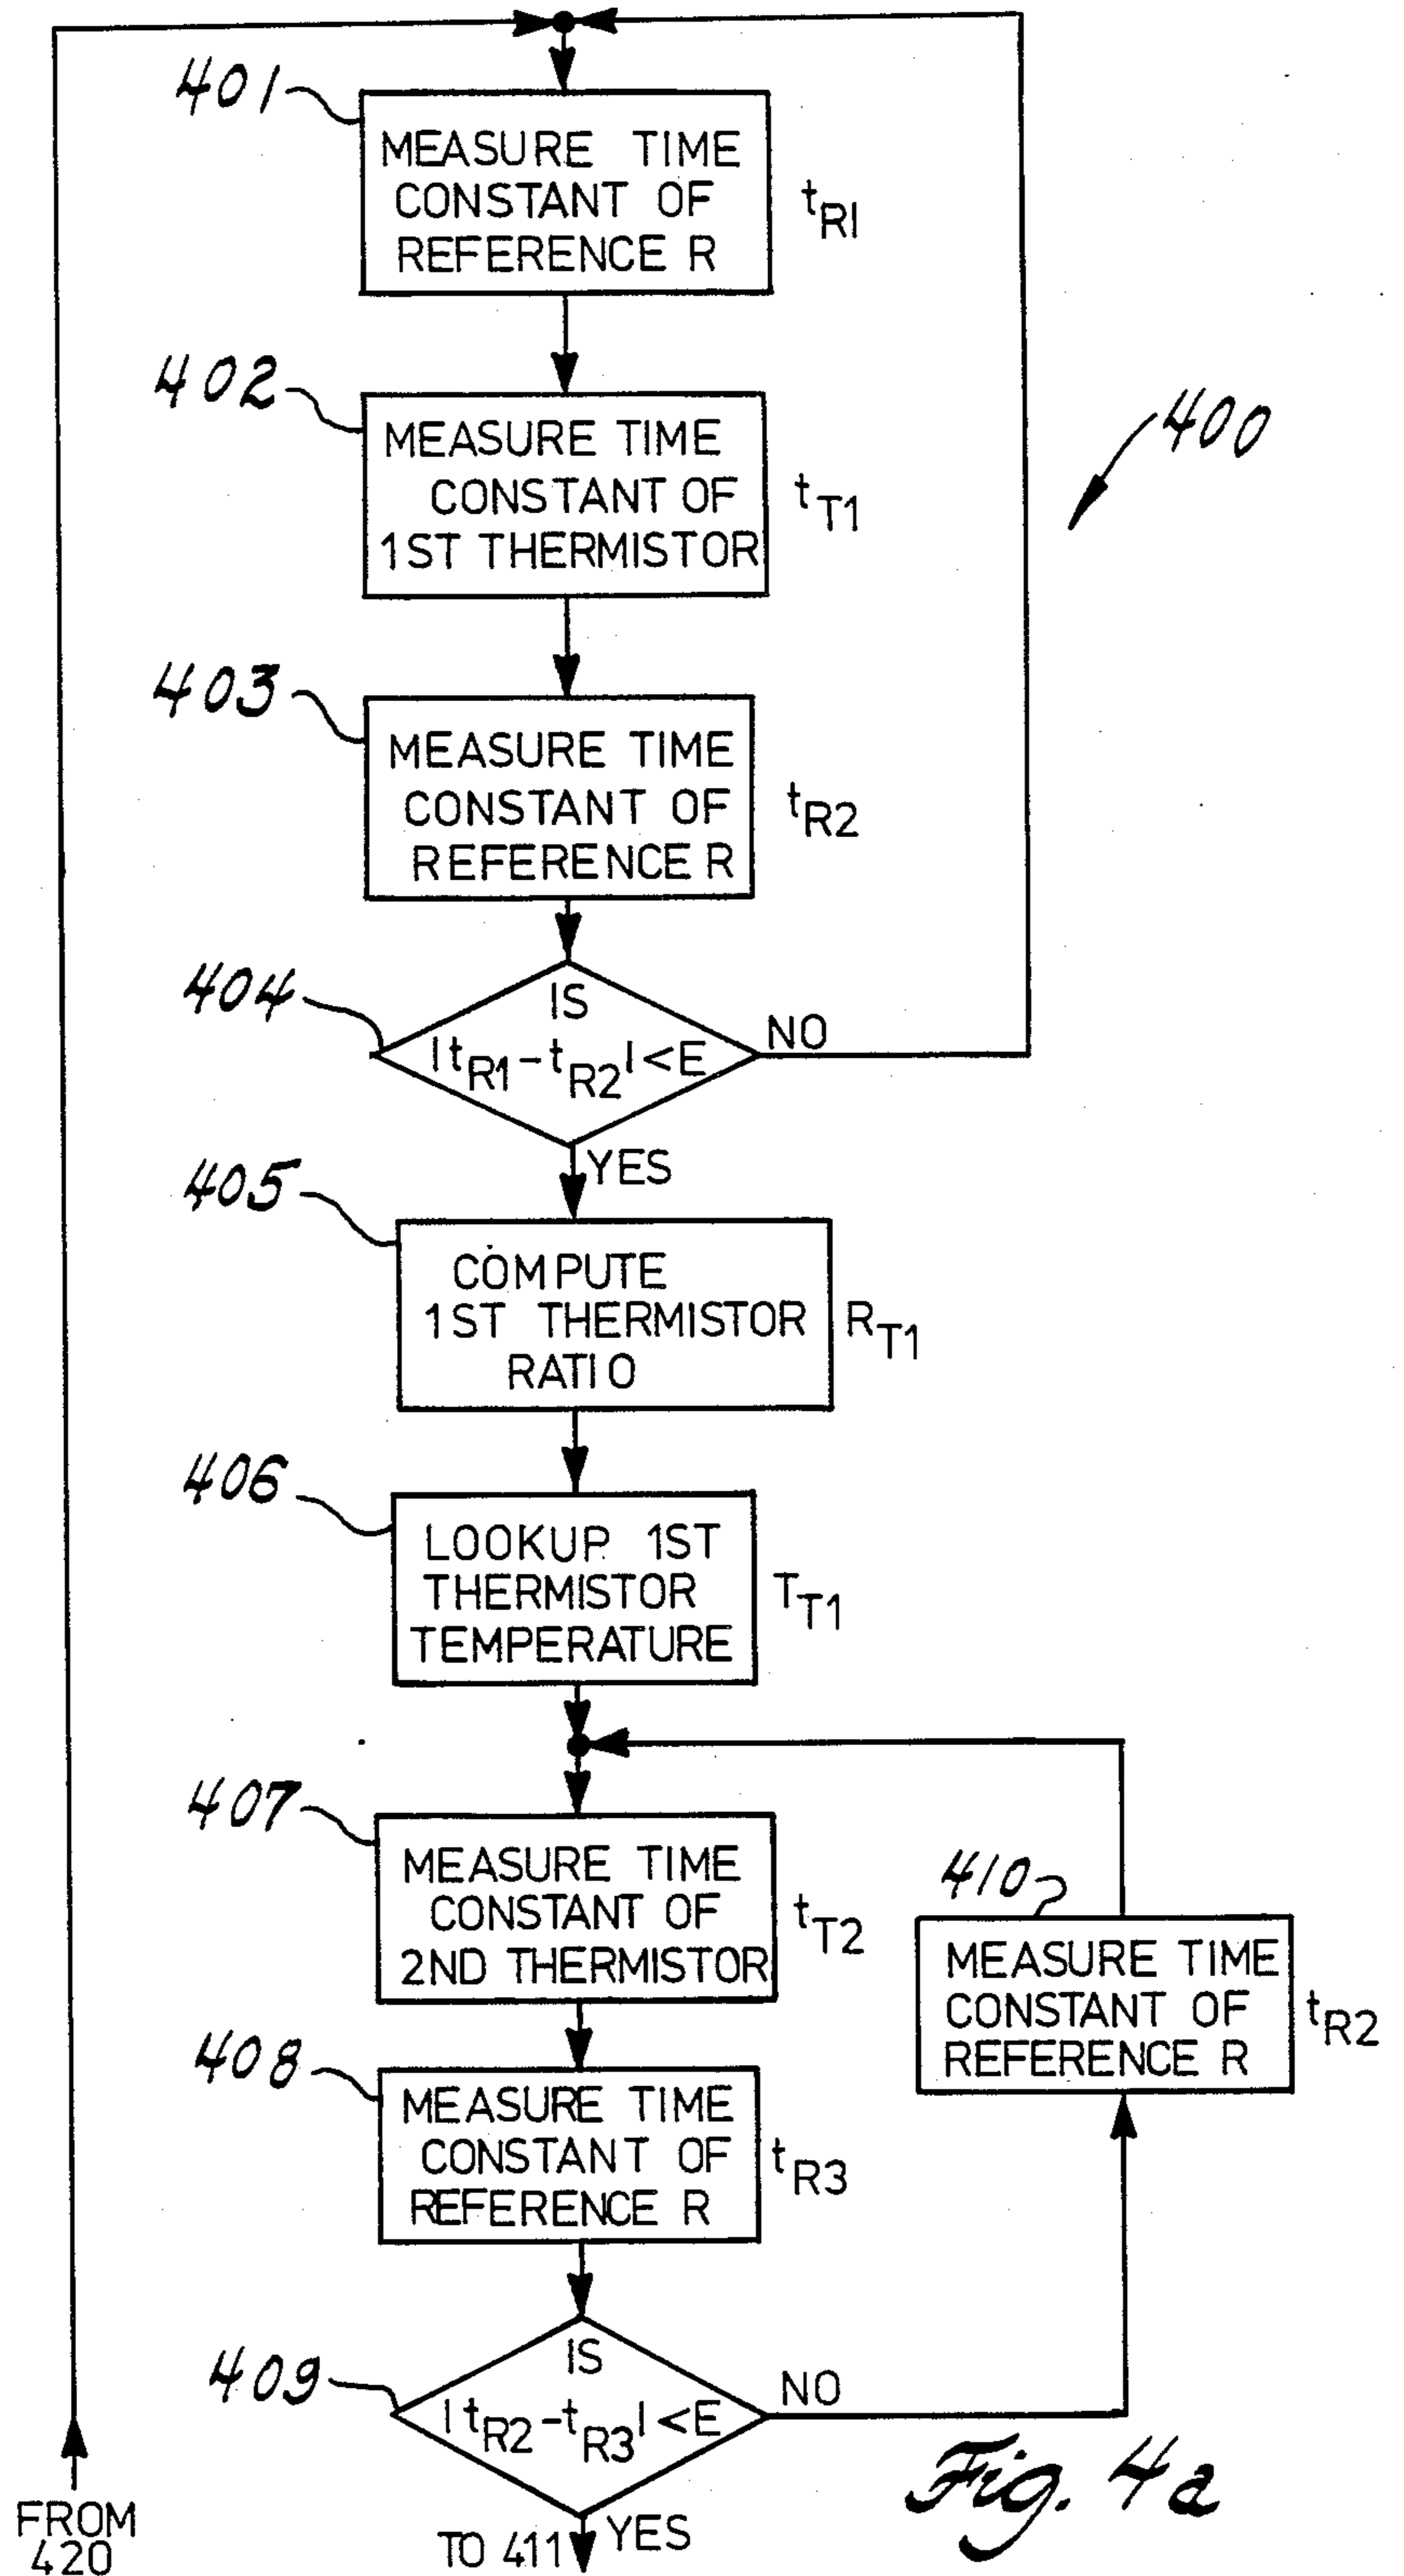 401
MEASURE TIME
CONSTANT OF
REFERENCE R
tR1
402
MEASURE TIME
CONSTANT OF
1ST THERMISTOR
tT1
400
403
MEASURE TIME
CONSTANT OF
REFERENCE R
tR2
404
IS
|tR1-tR2|<E
NO
YES
405
COMPUTE
1ST THERMISTOR
RATIO
RT1
406
LOOKUP 1ST
THERMISTOR
TEMPERATURE
TT1
407
MEASURE TIME
CONSTANT OF
2ND THERMISTOR
tT2
410
MEASURE TIME
CONSTANT OF
REFERENCE R
tR2
408
MEASURE TIME
CONSTANT OF
REFERENCE R
tR3
409
IS
|tR2-tR3|<E
NO
YES
TO 411
FROM
420
Fig. 4a